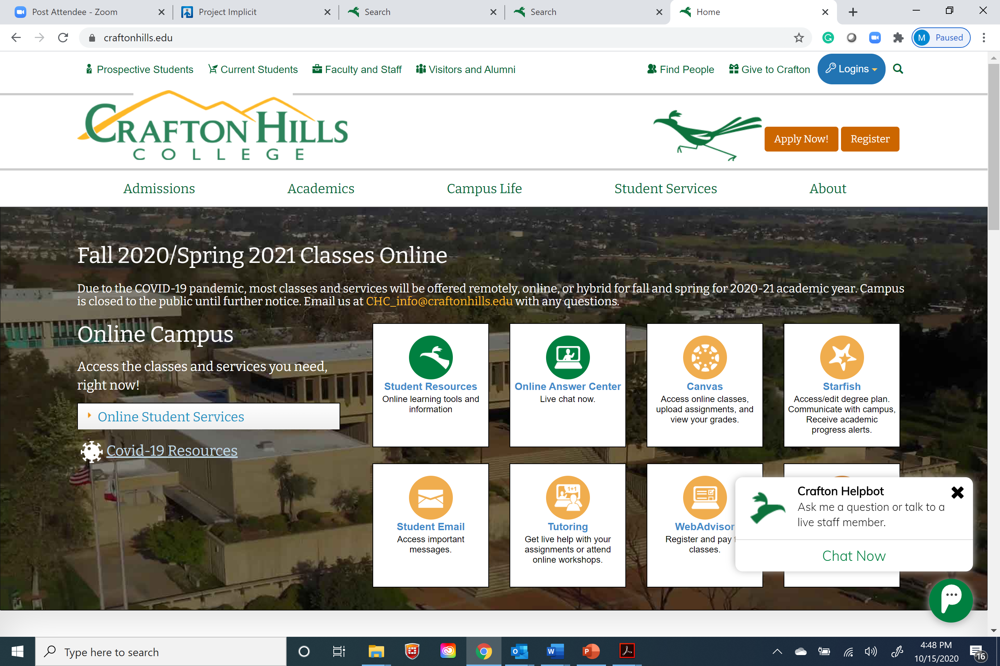 Post Attendee - Zoom
Project Implicit
Search
Search
Home
craftonhills.edu
M Paused
Prospective Students
Current Students
Faculty and Staff
Visitors and Alumni
Find People
Give to Crafton
Logins
CRAFTON HILLS
COLLEGE
Apply Now!
Register
Admissions
Academics
Campus Life
Student Services
About
Fall 2020/Spring 2021 Classes Online
Due to the COVID-19 pandemic, most classes and services will be offered remotely, online, or hybrid for fall and spring for 2020-21 academic year. Campus
is closed to the public until further notice. Email us at CHC_info@craftonhills.edu with any questions.
Online Campus
Access the classes and services you need,
right now!
Online Student Services
Covid-19 Resources
Student Resources
Online learning tools and
information
Online Answer Center
Live chat now.
Canvas
Access online classes,
upload assignments, and
view your grades.
Starfish
Access/edit degree plan.
Communicate with campus,
Receive academic
progress alerts.
Student Email
Access important
messages.
1+1
Tutoring
Get live help with your
assignments or attend
online workshops.
WebAdvisor
Register and pay
classes.
Crafton Helpbot
Ask me a question or talk to a
live staff member.
Chat Now
Type here to search
4:48 PM
10/15/2020
16